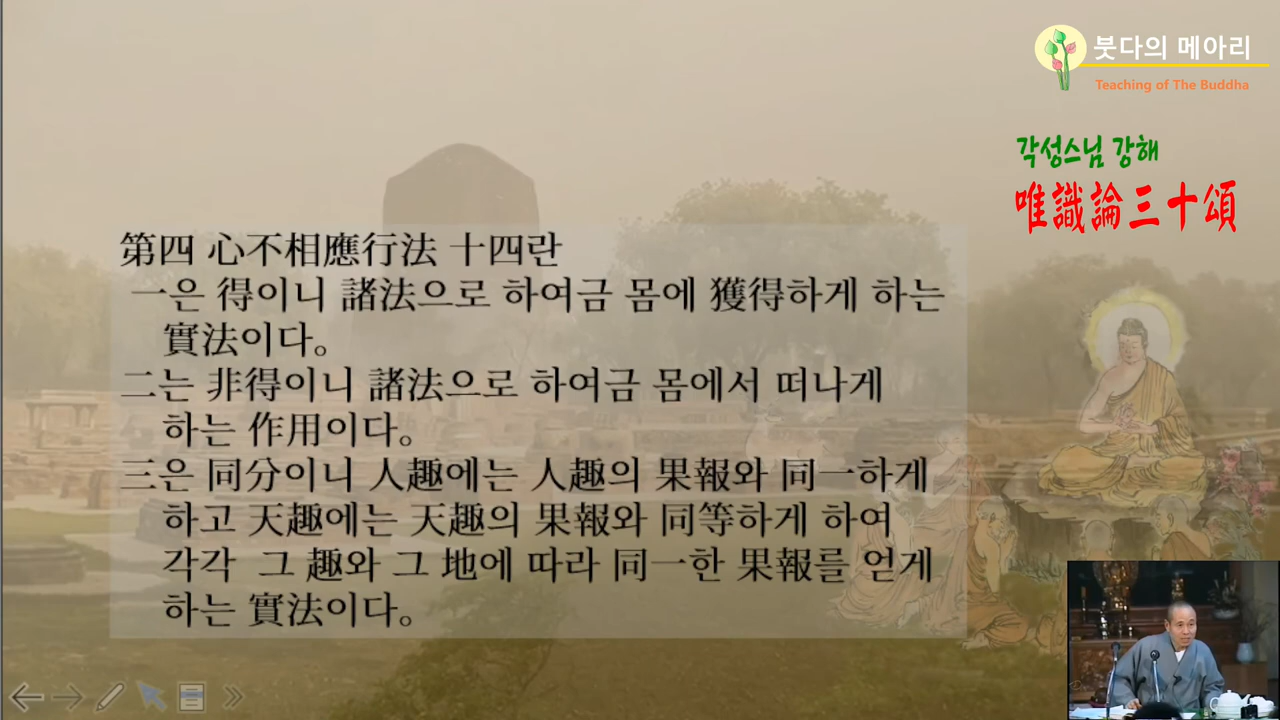 붓다의 메아리
Teaching of The Buddha
각성스님 강해
唯識論三十頌
第四 心不相應行法 十四란
一은 得이니 諸法으로 하여금 몸에 獲得하게 하는
實法이다。
二는 非得이니 諸法으로 하여금 몸에서 떠나게
하는 作用이다。
三은 同分이니 人趣에는 人趣의 果報와 同一하게
하고 天趣에는 天趣의 果報와 同等하게 하여
각각 그 趣와 그 地에 따라 同一한 果報를 얻게
하는 實法이다。